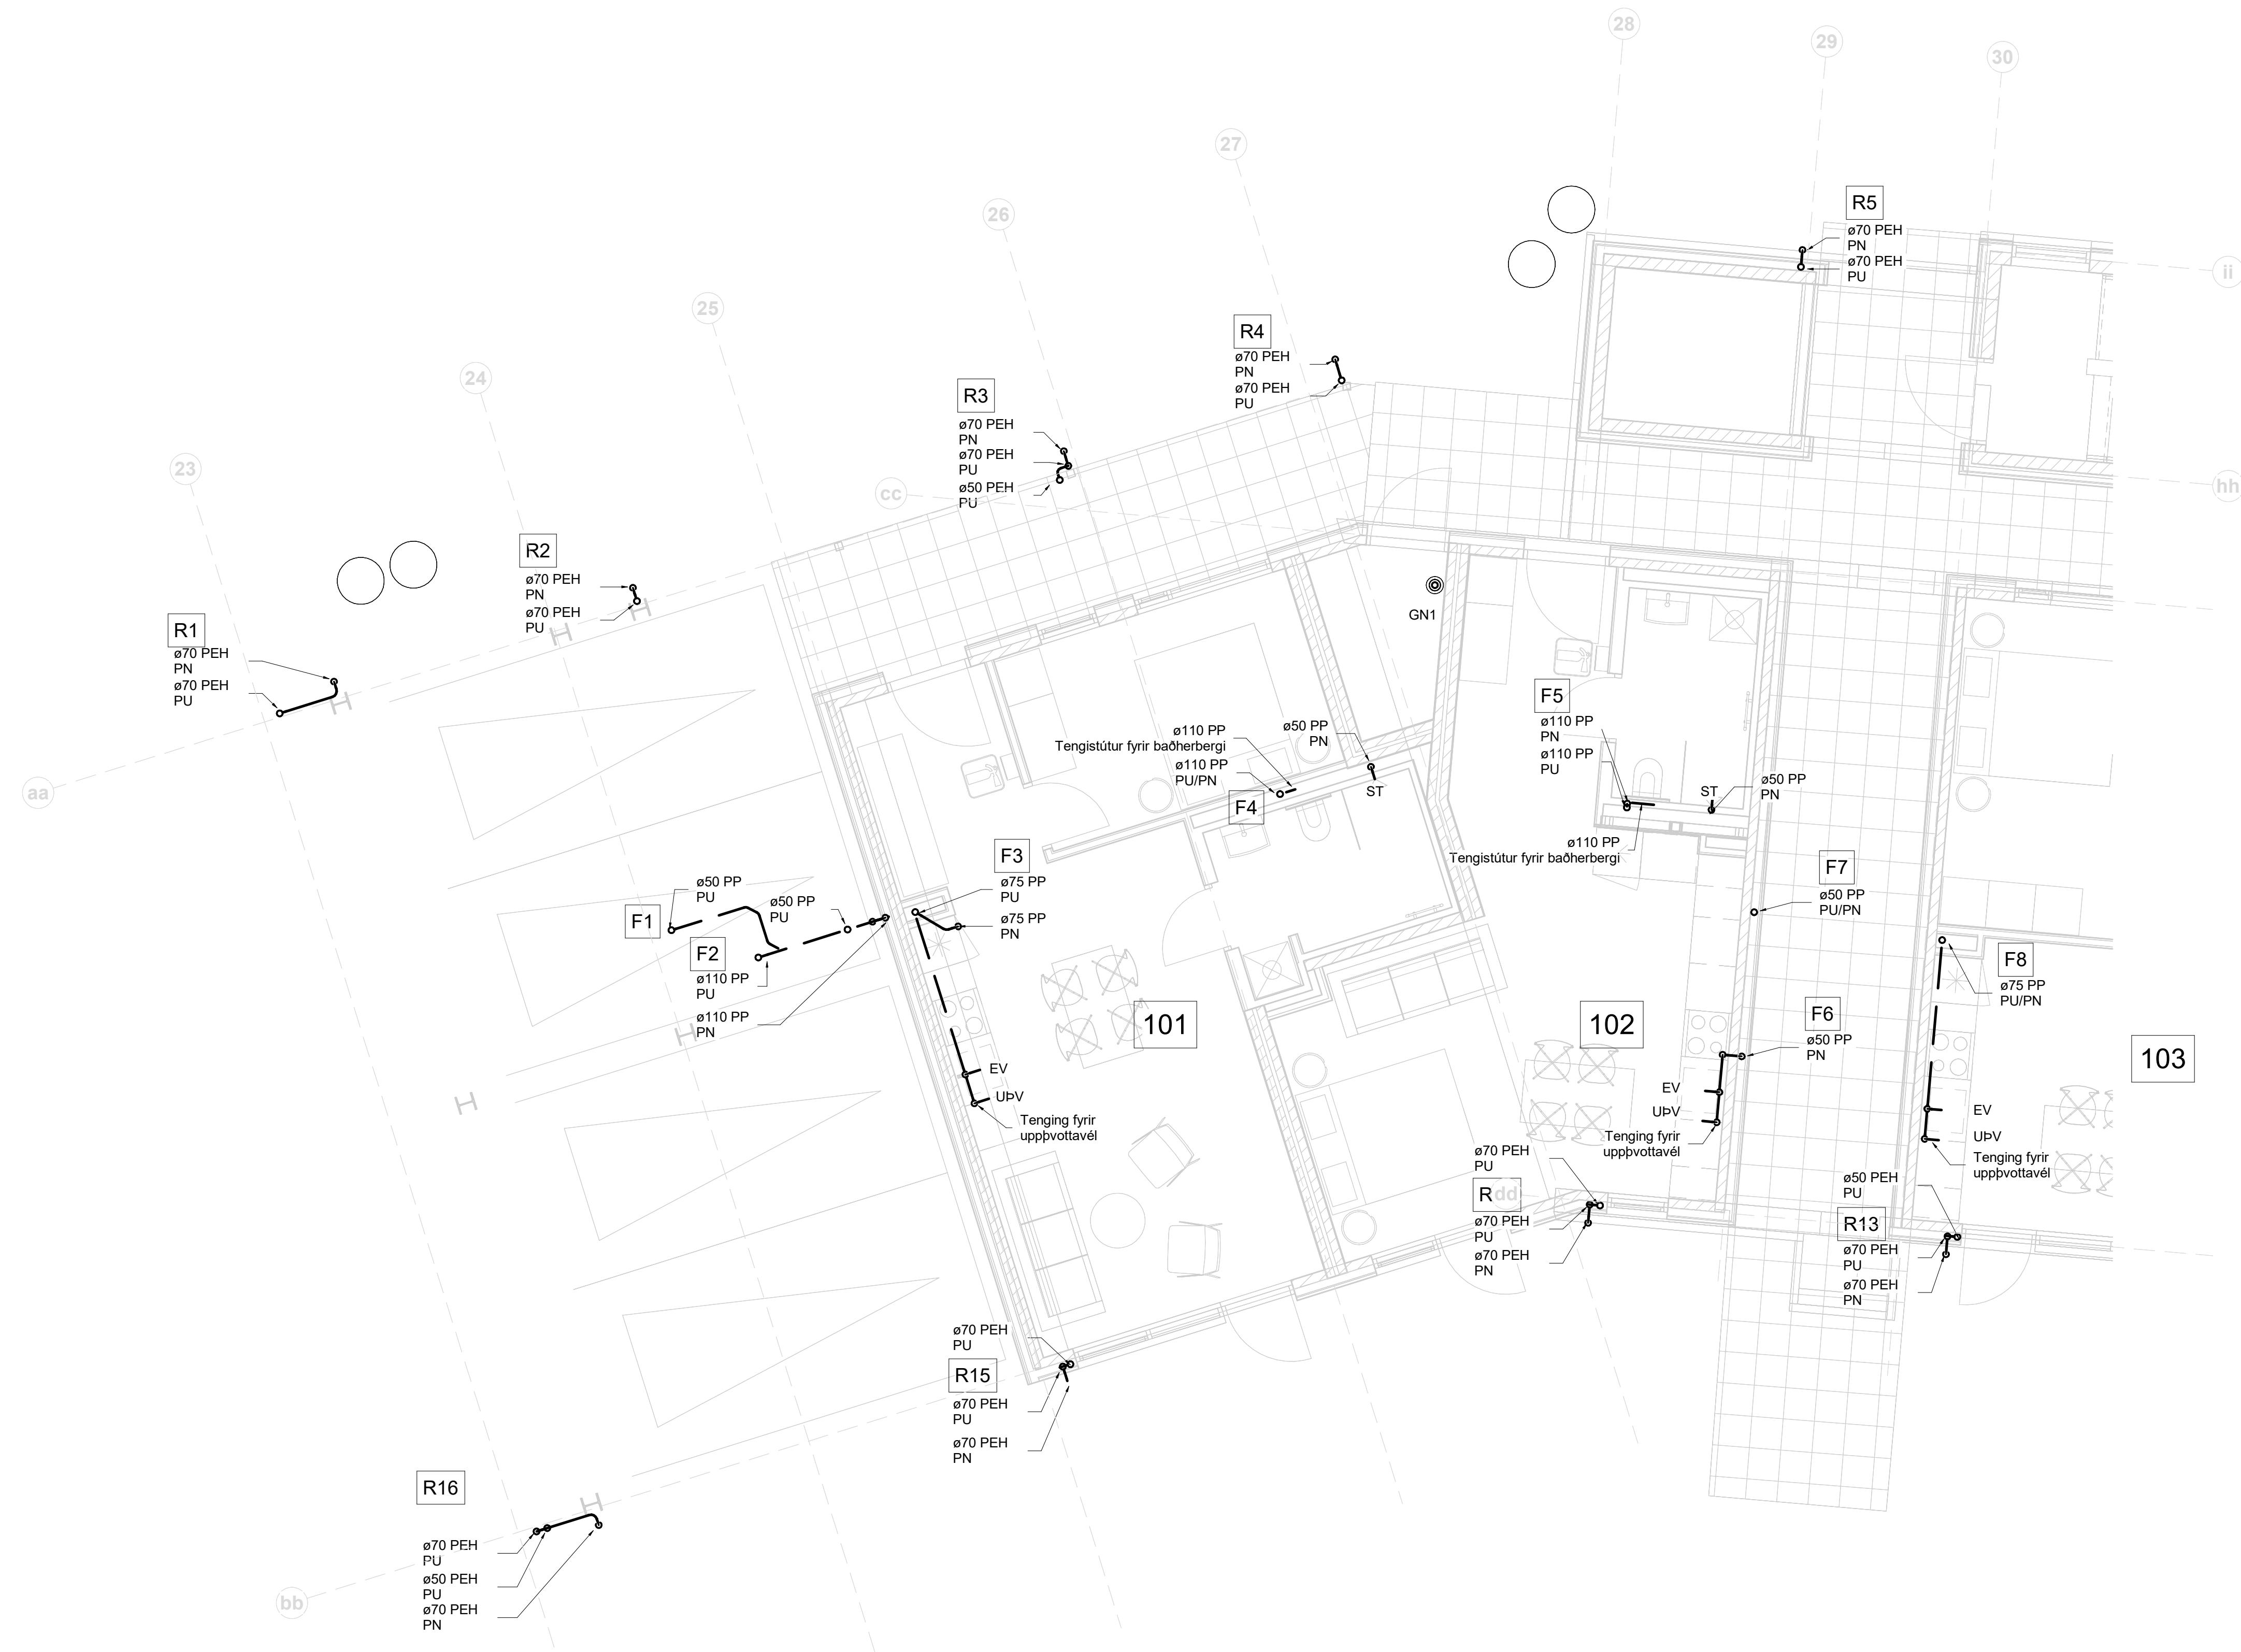 28
29
30
27
26
25
24
23
R5
ø70 PEH
PN
ø70 PEH
PU
ii
R4
ø70 PEH
PN
ø70 PEH
PU
R3
ø70 PEH
PN
ø70 PEH
PU
ø50 PEH
PU
cc
hh
R2
ø70 PEH
PN
ø70 PEH
PU
R1
ø70 PEH
PN
ø70 PEH
PU
aa
GN1
F5
ø110 PP
PN
ø110 PP
PU
ø110 PP
Tengistútur fyrir baðherbergi
ø50 PP
PN
ø110 PP
PU/PN
F4
ST
ST
ø50 PP
PN
ø110 PP
Tengistútur fyrir baðherbergi
F3
ø75 PP
PU
ø75 PP
PN
F1
ø50 PP
PU
ø50 PP
PU
F2
ø110 PP
PU
ø110 PP
PN
F7
ø50 PP
PU/PN
F8
ø75 PP
PU/PN
F6
ø50 PP
PN
101
102
103
EV
UÞV
Tenging fyrir
uppþvottavél
EV
UÞV
Tenging fyrir
uppþvottavél
EV
UÞV
Tenging fyrir
uppþvottavél
ø70 PEH
PU
R
dd
ø70 PEH
PU
ø70 PEH
PN
ø50 PEH
PU
R13
ø70 PEH
PU
ø70 PEH
PN
ø70 PEH
PU
R15
ø70 PEH
PU
ø70 PEH
PN
R16
ø70 PEH
PU
ø50 PEH
PU
ø70 PEH
PN
bb